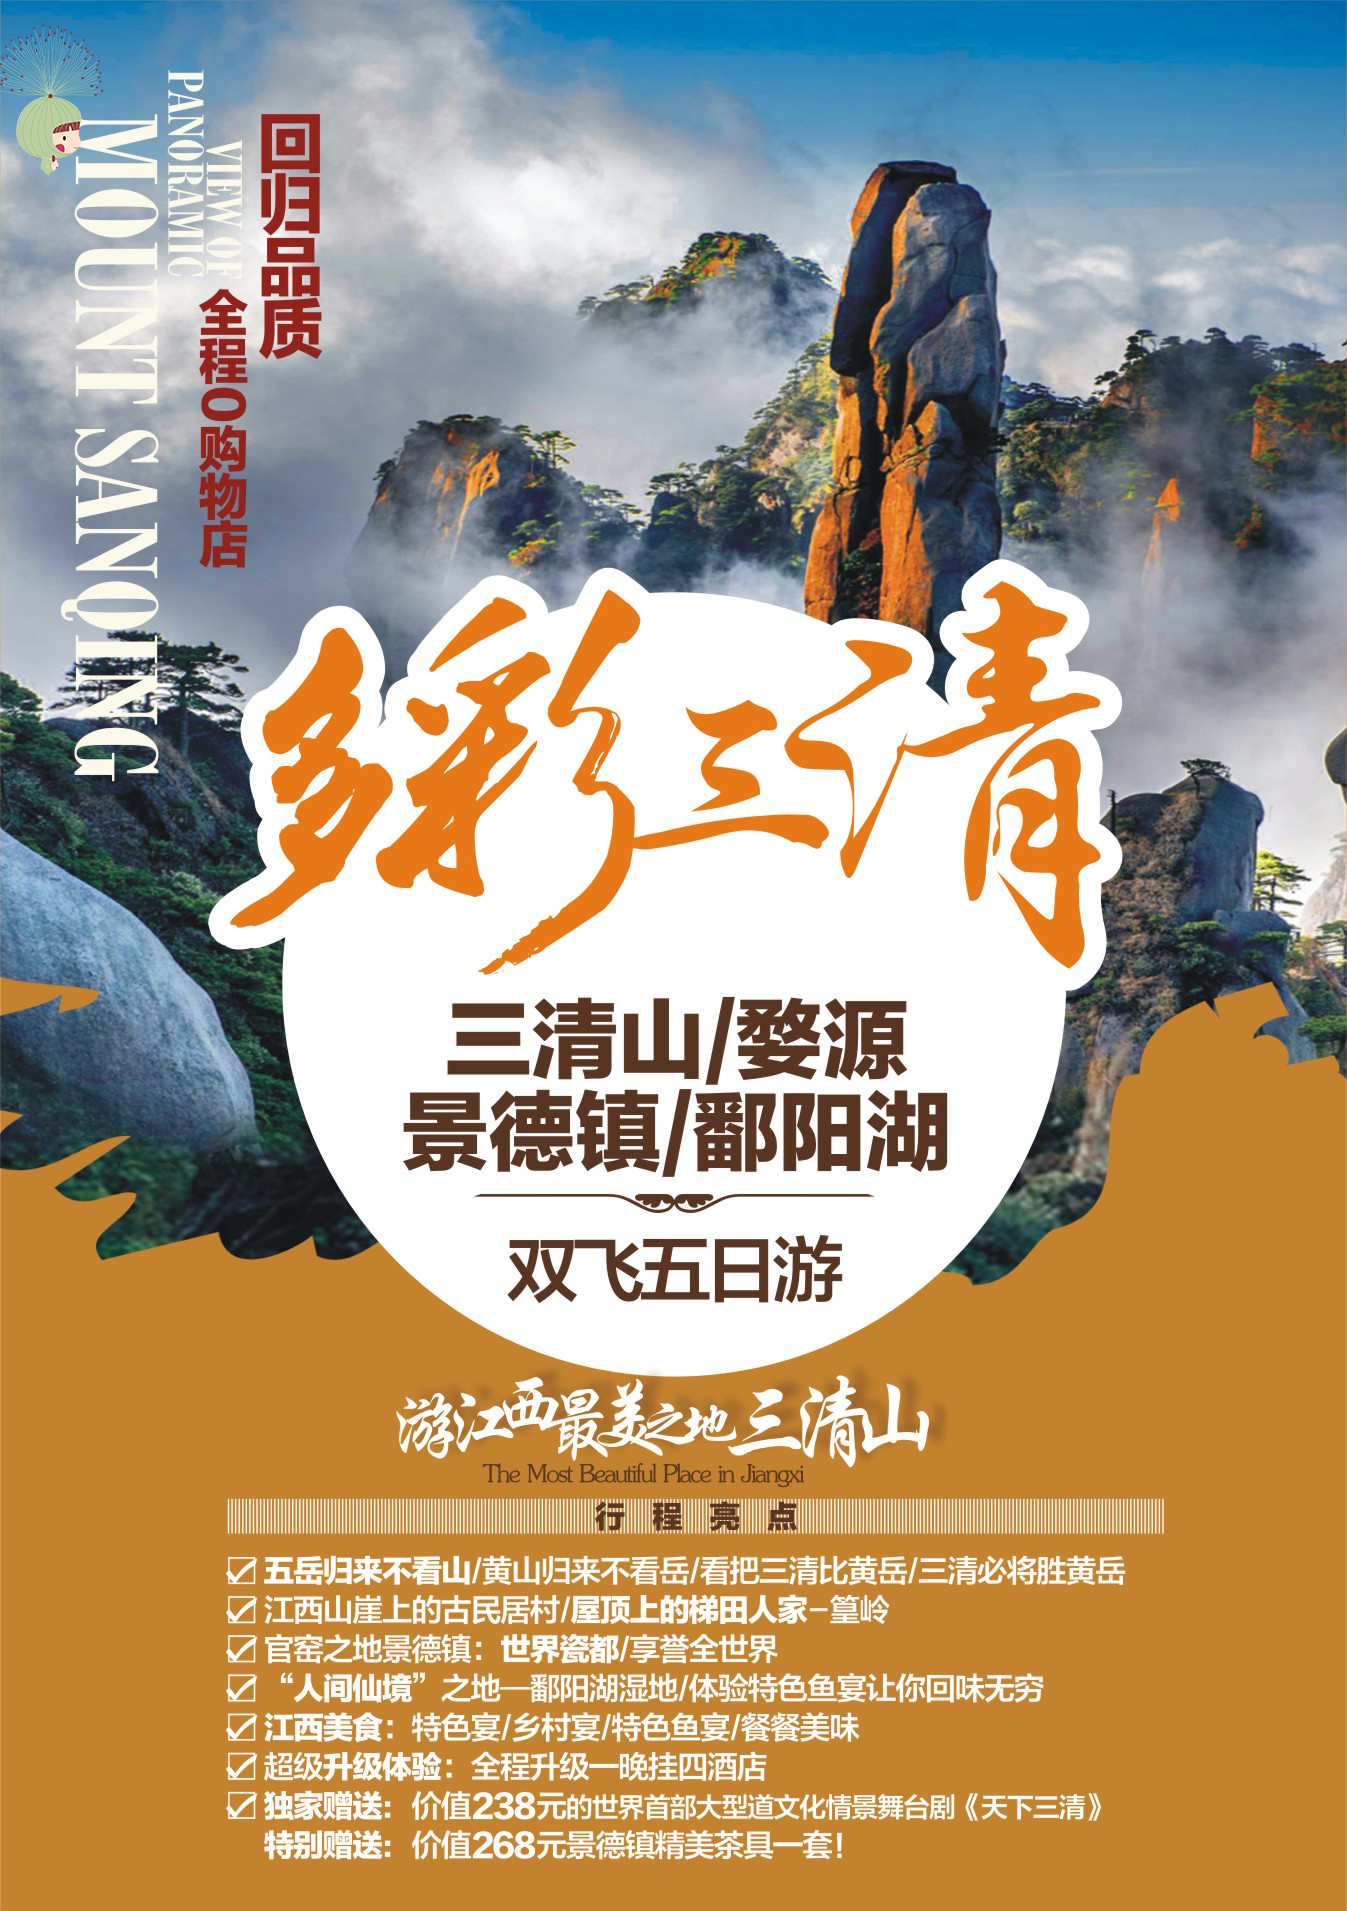 MOUNT SANQING
PANORAMIC
VIEW OF
回归品质
全程0购物店
多彩三清
三清山/婺源
景德镇/鄱阳湖
双飞五日游
游江西最美之地三清山
The Most Beautiful Place in Jiangxi
行程亮点
五岳归来不看山/黄山归来不看岳/看把三清比黄岳/三清必将胜黄岳
江西山崖上的古民居村/屋顶上的梯田人家–篁岭
官窑之地景德镇：世界瓷都/享誉全世界
“人间仙境”之地—鄱阳湖湿地/体验特色鱼宴让你回味无穷
江西美食：特色宴/乡村宴/特色鱼宴/餐餐美味
超级升级体验：全程升级一晚挂四酒店
独家赠送：价值238元的世界首部大型道文化情景舞台剧《天下三清》
特别赠送：价值268元景德镇精美茶具一套！